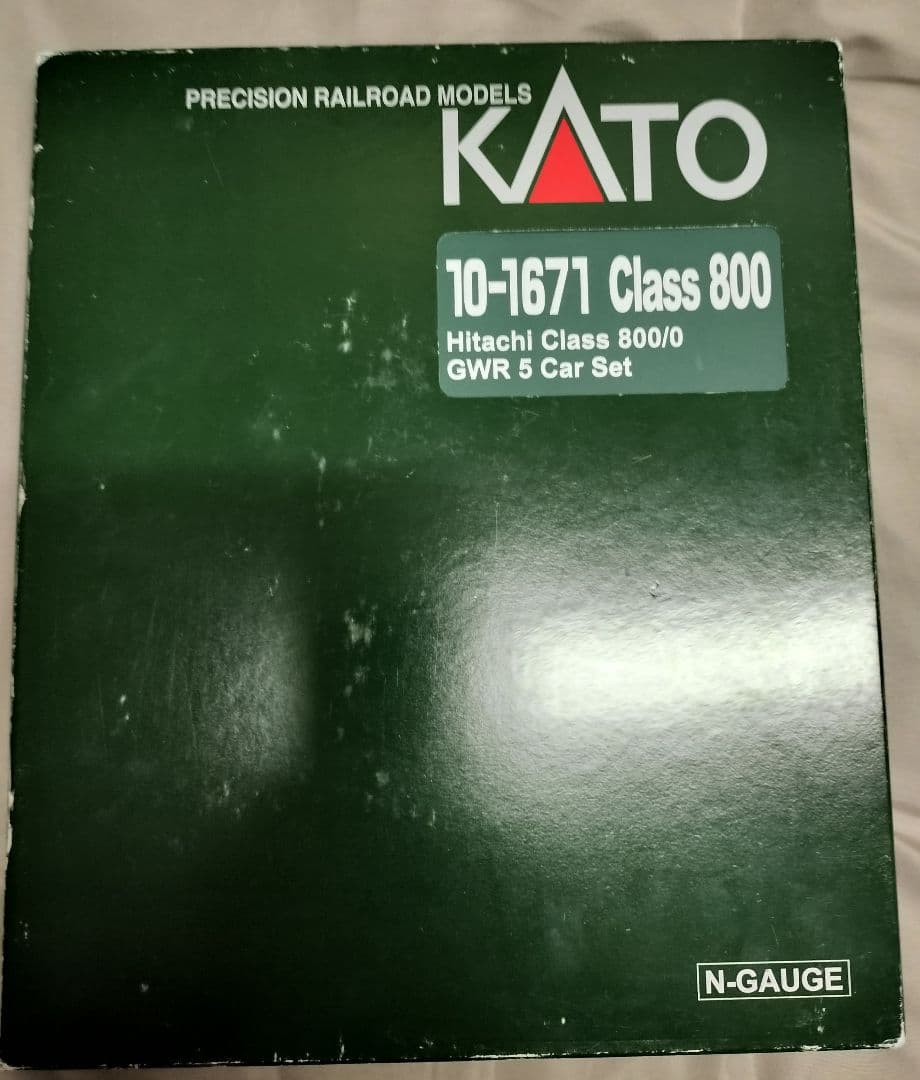 PRECISION RAILROAD MODELS
KATO
10-1671 Class 800
Hitachi Class 800/0
GWR 5 Car Set
N-GAUGE